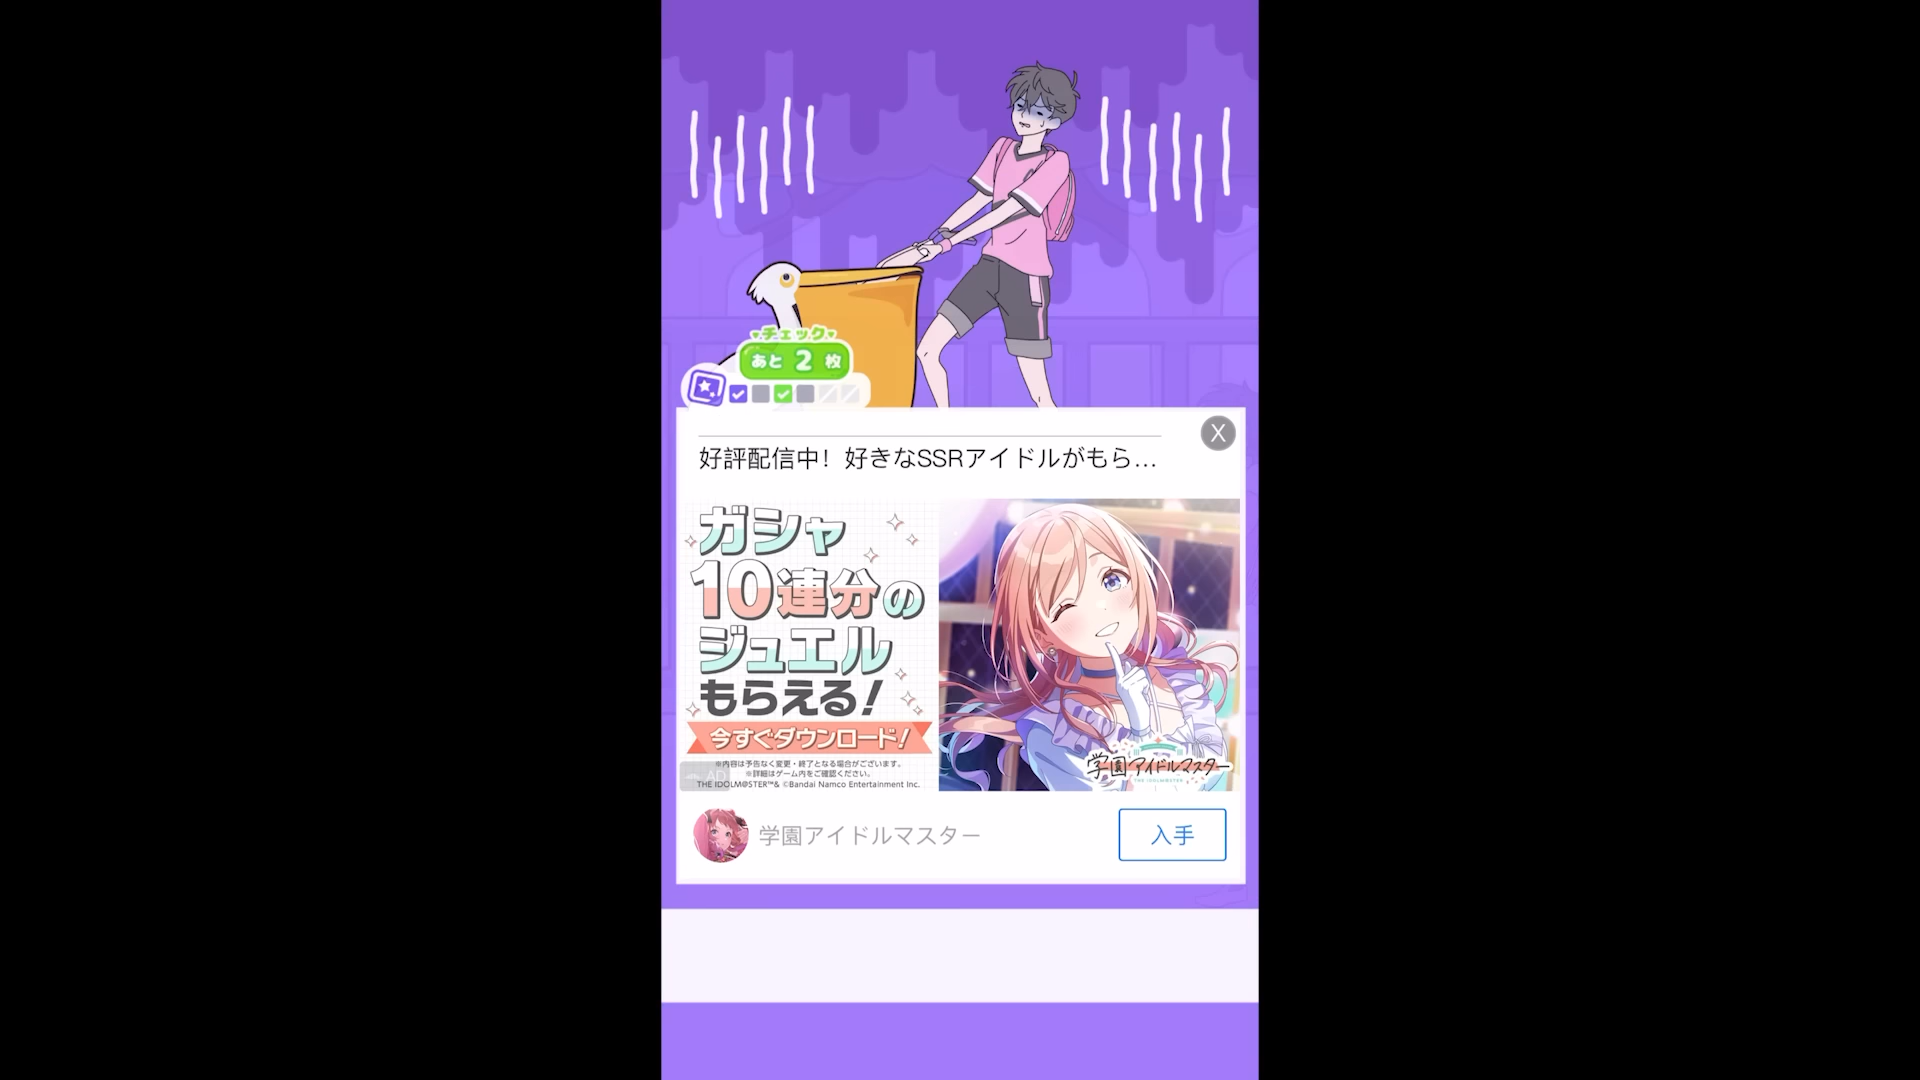 チェック
あと 2 枚
X
好評配信中！好きなSSRアイドルがもら…
ガシャ
10連分の
ジュエル
もらえる！
今すぐダウンロード！
※内容は予告なく変更・終了となる場合がございます。
※詳細はゲーム内をご確認ください。
AD
THE IDOLM@STER™& ©Bandai Namco Entertainment Inc.
学園アイドルマスター
THE IDOLM@STER
学園アイドルマスター
入手